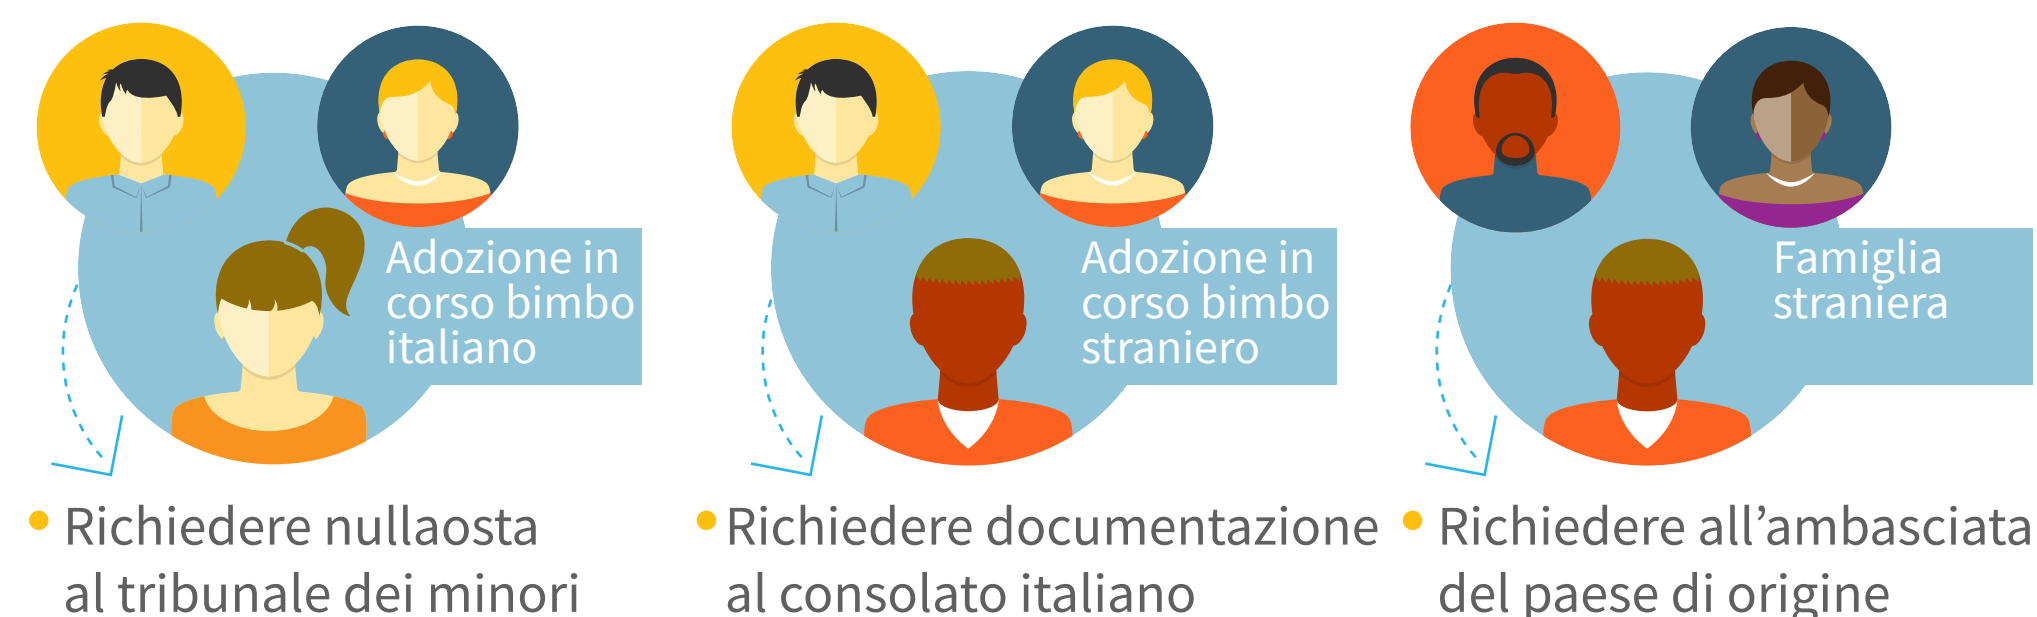 Adozione in
corso bimbo
italiano
Richiedere nullaosta
al tribunale dei minori
Adozione in
corso bimbo
straniero
Richiedere documentazione
al consolato italiano
Famiglia
straniera
Richiedere all’ambasciata
del paese di origine